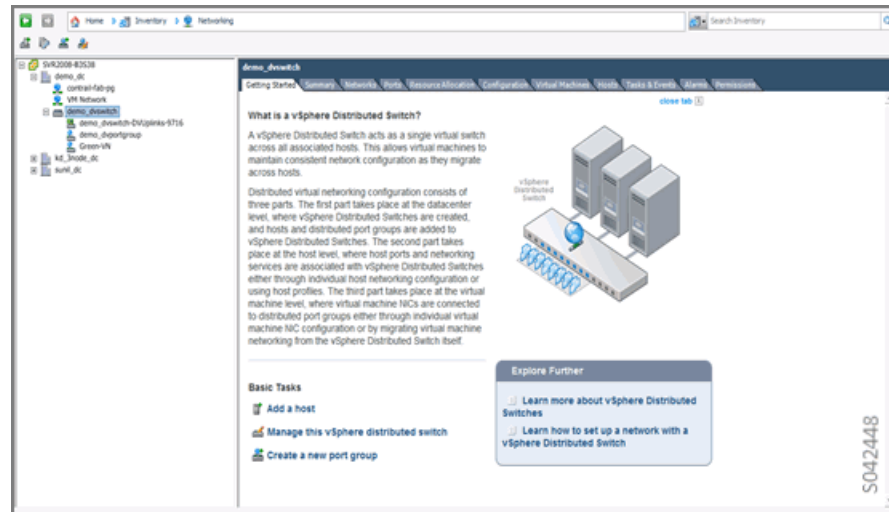 Home Inventory Networking
Search Inventory
SVR2008-B3S38
demo_dc
contrail-fab-pg
VM Network
demo_dvswitch
demo_dvswitch-DVUplinks-9716
demo_dvportgroup
Green-VN
kd_3node_dc
sunil_dc
demo_dvswitch
Getting Started Summary Networks Ports Resource Allocation Configuration Virtual Machines Hosts Tasks & Events Alarms Permissions
close tab
What is a vSphere Distributed Switch?
A vSphere Distributed Switch acts as a single virtual switch
across all associated hosts. This allows virtual machines to
maintain consistent network configuration as they migrate
across hosts.
Distributed virtual networking configuration consists of
three parts. The first part takes place at the datacenter
level, where vSphere Distributed Switches are created,
and hosts and distributed port groups are added to
vSphere Distributed Switches. The second part takes
place at the host level, where host ports and networking
services are associated with vSphere Distributed Switches
either through individual host networking configuration or
using host profiles. The third part takes place at the virtual
machine level, where virtual machine NICs are connected
to distributed port groups either through individual virtual
machine NIC configuration or by migrating virtual machine
networking from the vSphere Distributed Switch itself.
vSphere
Distributed
Switch
Basic Tasks
Add a host
Manage this vSphere distributed switch
Create a new port group
Explore Further
Learn more about vSphere Distributed
Switches
Learn how to set up a network with a
vSphere Distributed Switch
S042448